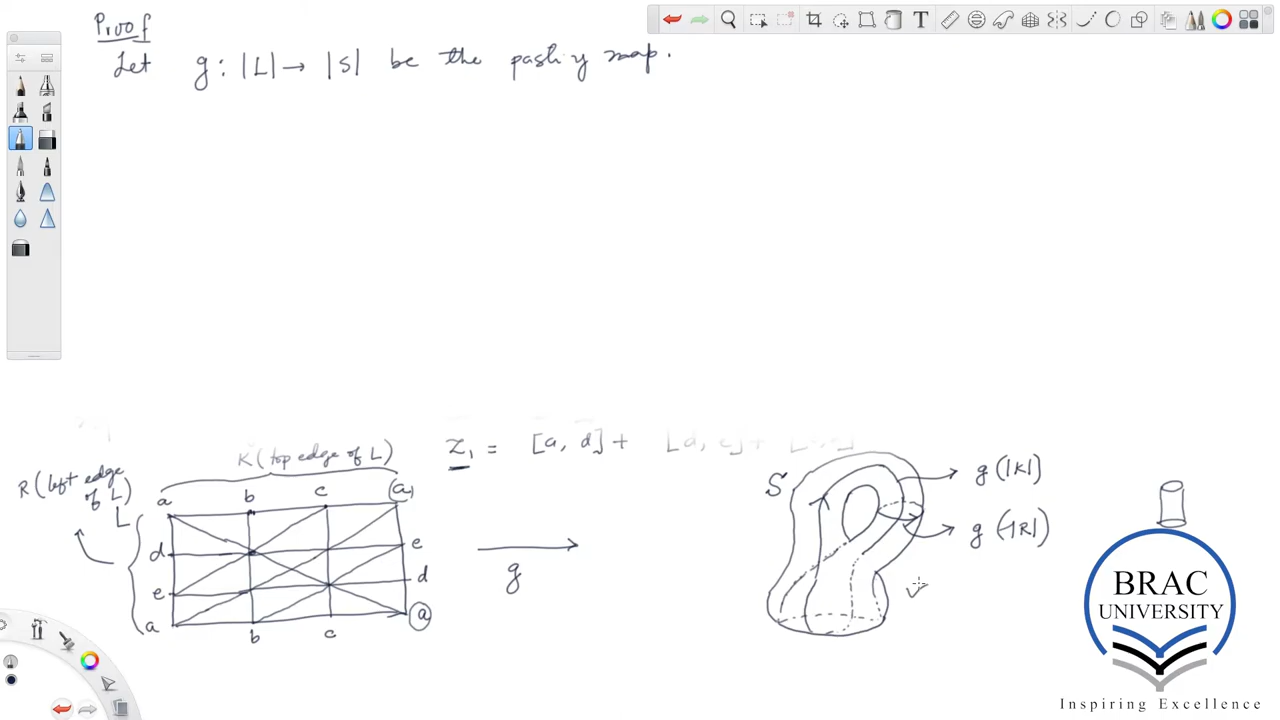 Proof
Let g : |L| → |S| be the pasting map.
z₁ = [a, d] + [d, e] +
K (top edge of L)
R (left edge of L)
L
a b c a
d e
e d
a b c a
g
S
g (|K|)
g (|R|)
T
BRAC
UNIVERSITY
Inspiring Excellence